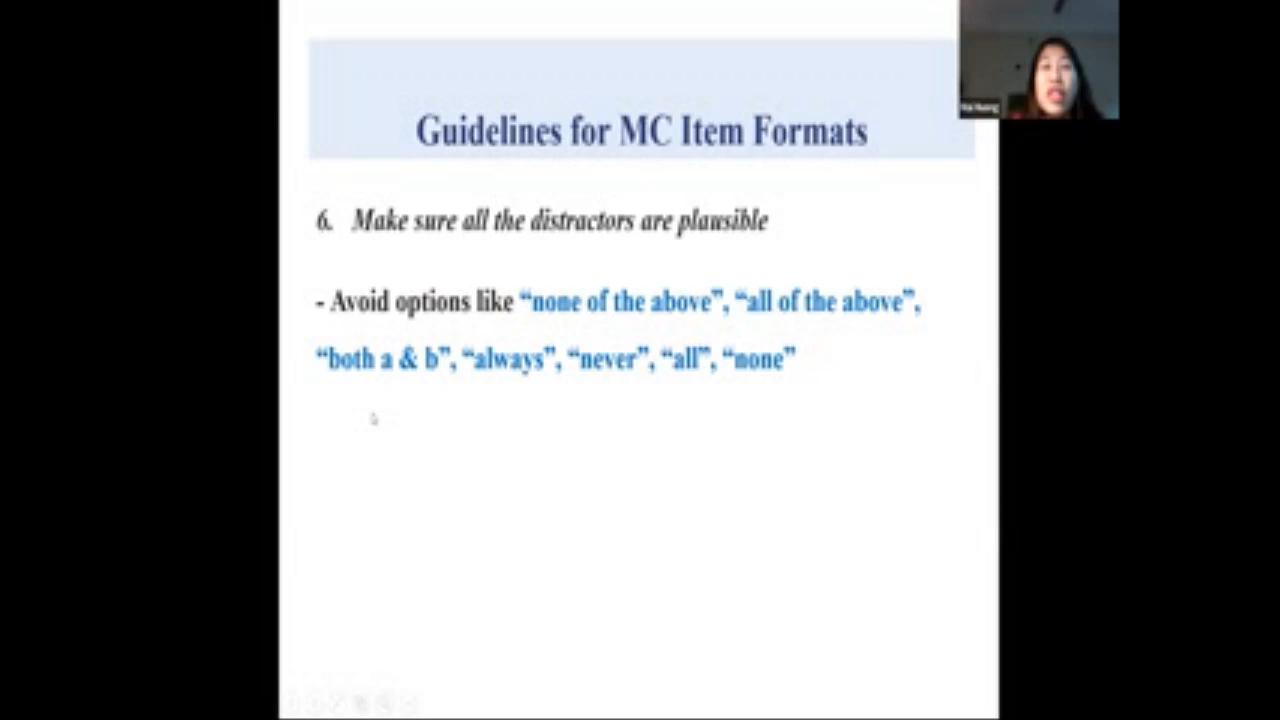 Guidelines for MC Item Formats
6. Make sure all the distractors are plausible
- Avoid options like “none of the above”, “all of the above”,
“both a & b”, “always”, “never”, “all”, “none”